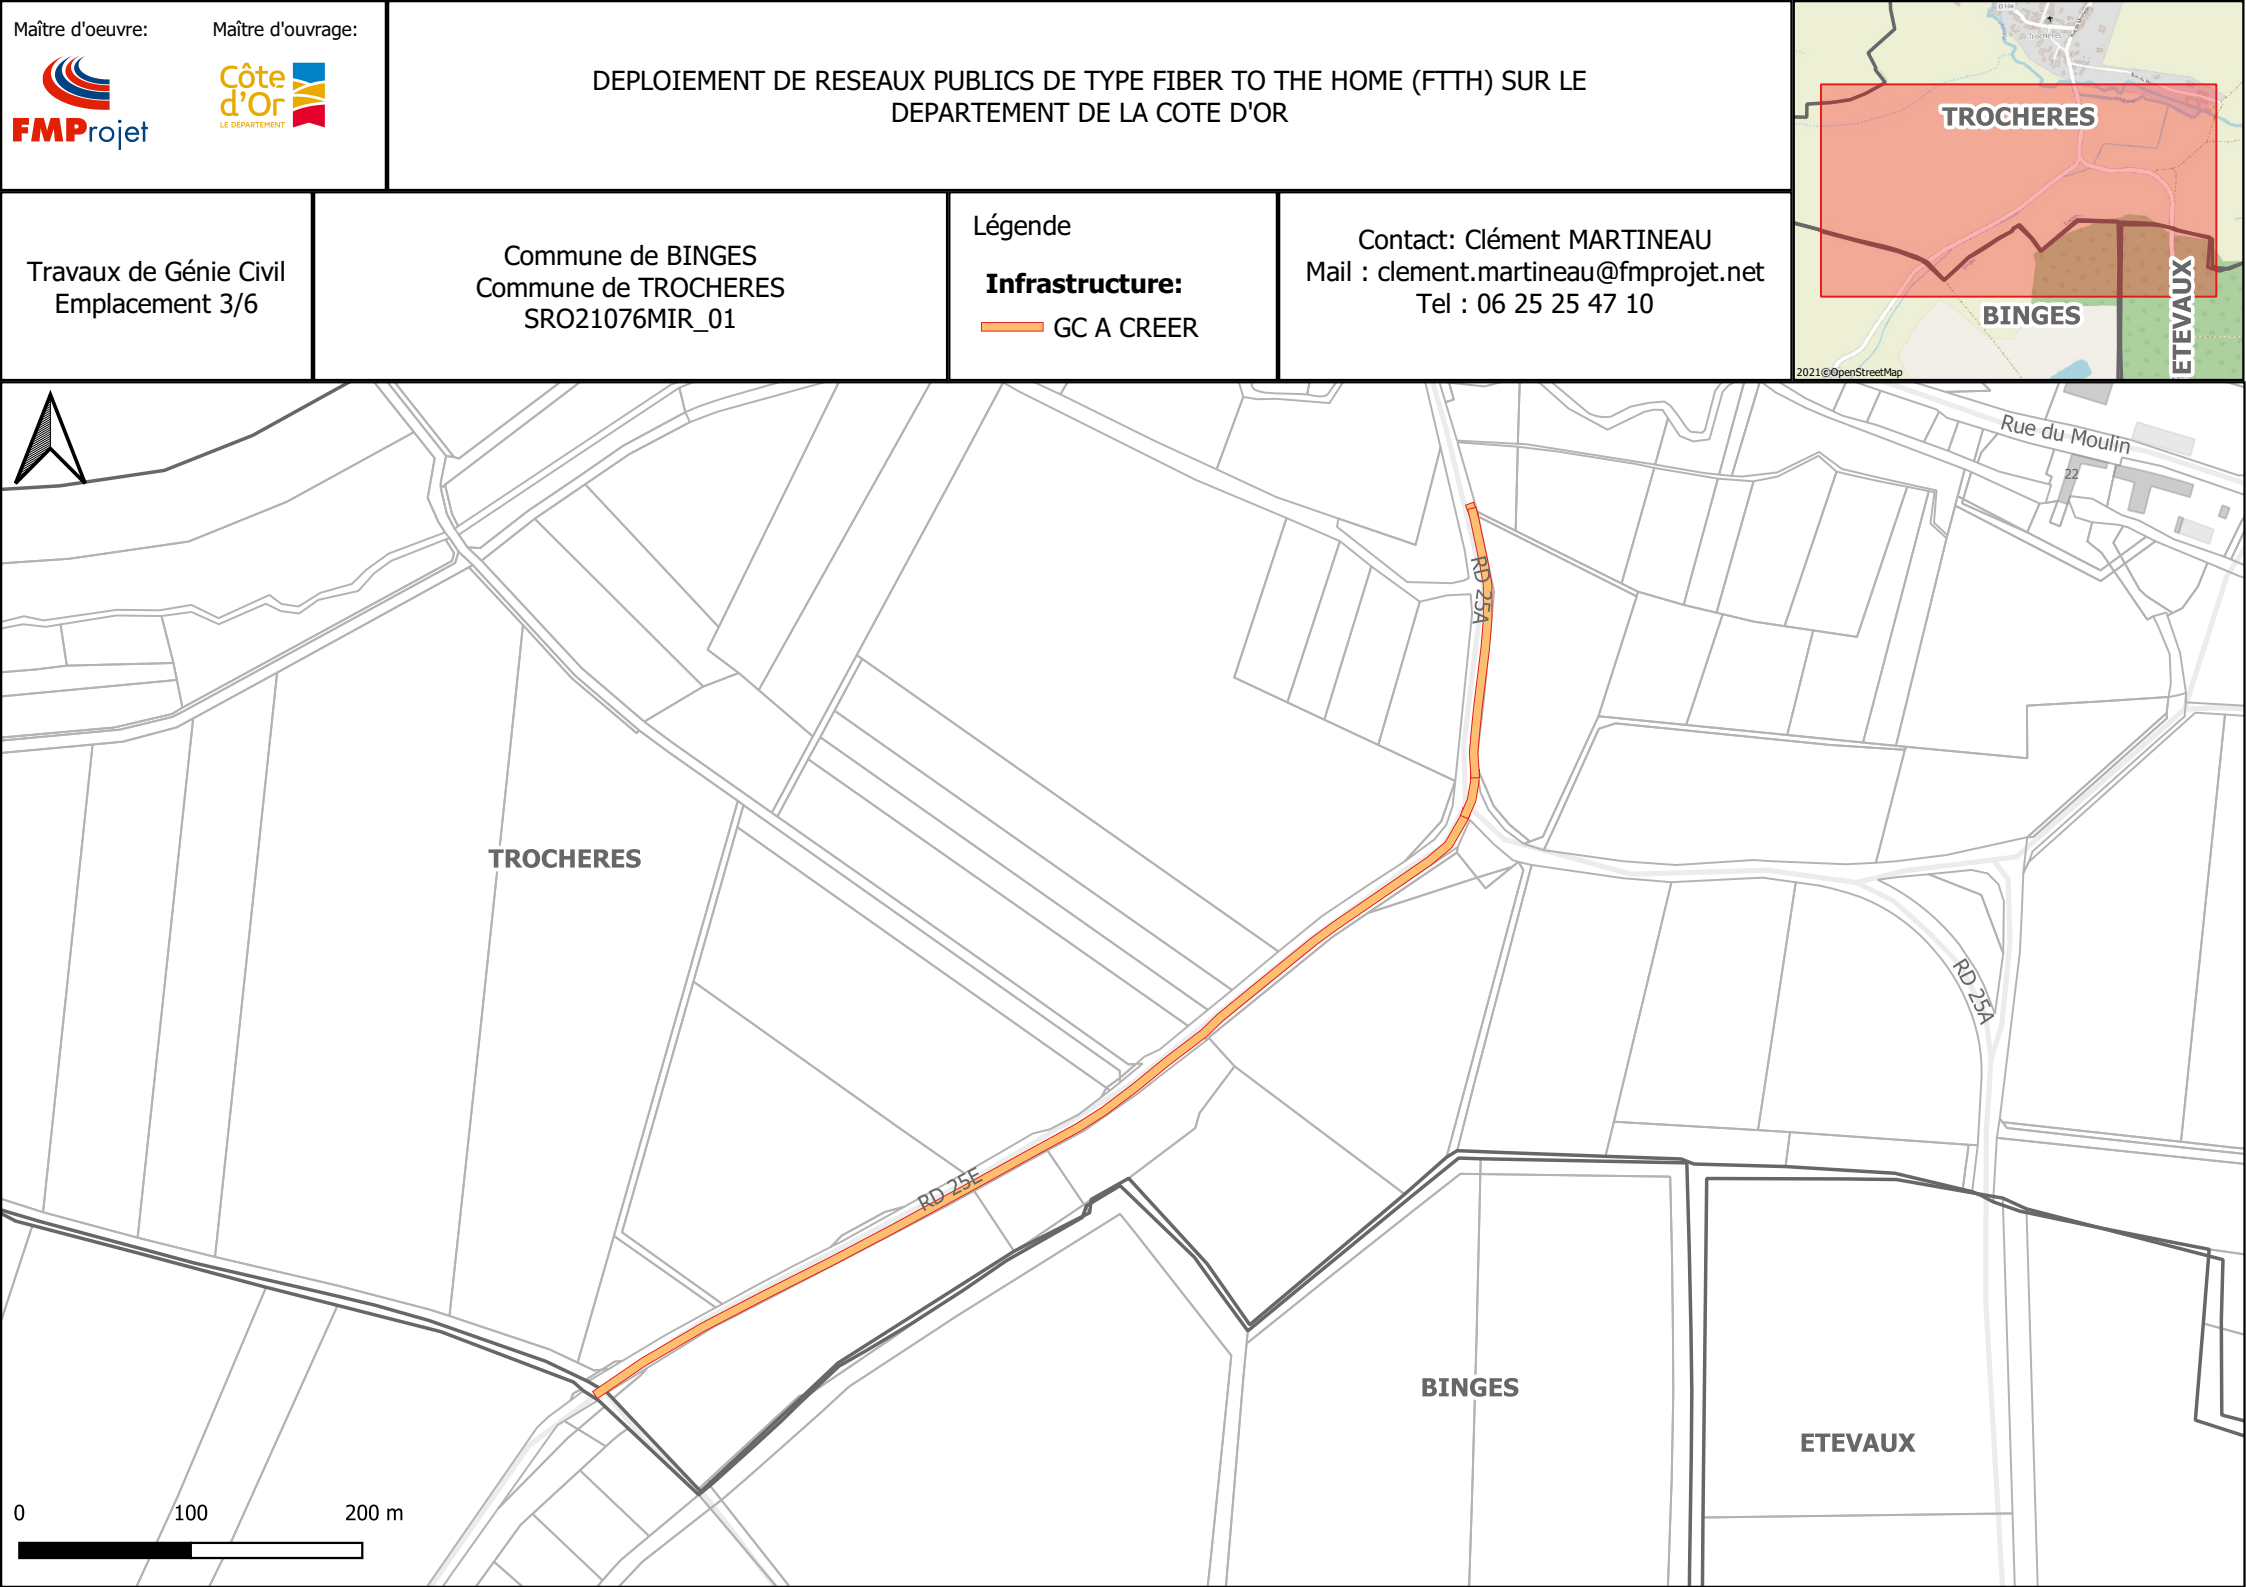 Maître d'oeuvre:
Maître d'ouvrage:
FMProjet
Côte
d'Or
LE DÉPARTEMENT
DEPLOIEMENT DE RESEAUX PUBLICS DE TYPE FIBER TO THE HOME (FTTH) SUR LE
DEPARTEMENT DE LA COTE D'OR
Travaux de Génie Civil
Emplacement 3/6
Commune de BINGES
Commune de TROCHERES
SRO21076MIR_01
Légende
Infrastructure:
GC A CREER
Contact: Clément MARTINEAU
Mail : clement.martineau@fmprojet.net
Tel : 06 25 25 47 10
Trochères
TROCHERES
BINGES
ETEVAUX
2021©OpenStreetMap
Rue du Moulin
22
RD 25A
TROCHERES
RD 25A
RD 25E
BINGES
ETEVAUX
0 100 200 m